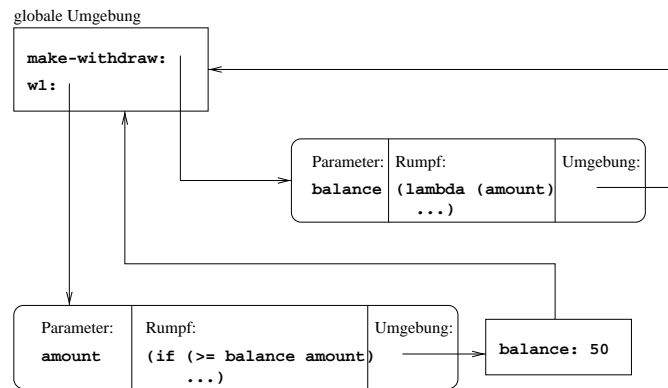 globale Umgebung
make-withdraw:
w1:
Parameter: Rumpf: Umgebung:
balance (lambda (amount)
...)
Parameter: Rumpf: Umgebung:
amount (if (>= balance amount)
...)
balance: 50